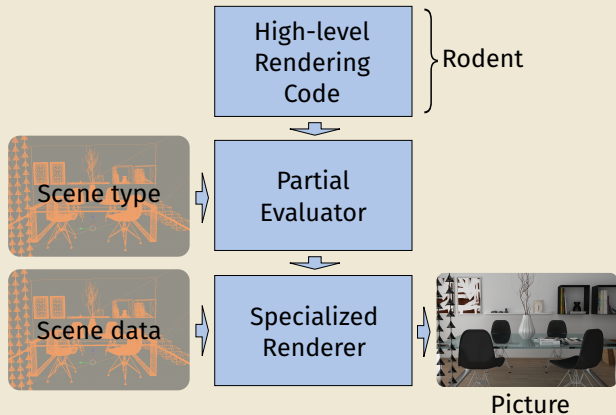 High-level
Rendering
Code
Rodent
Scene type
Partial
Evaluator
Scene data
Specialized
Renderer
Picture